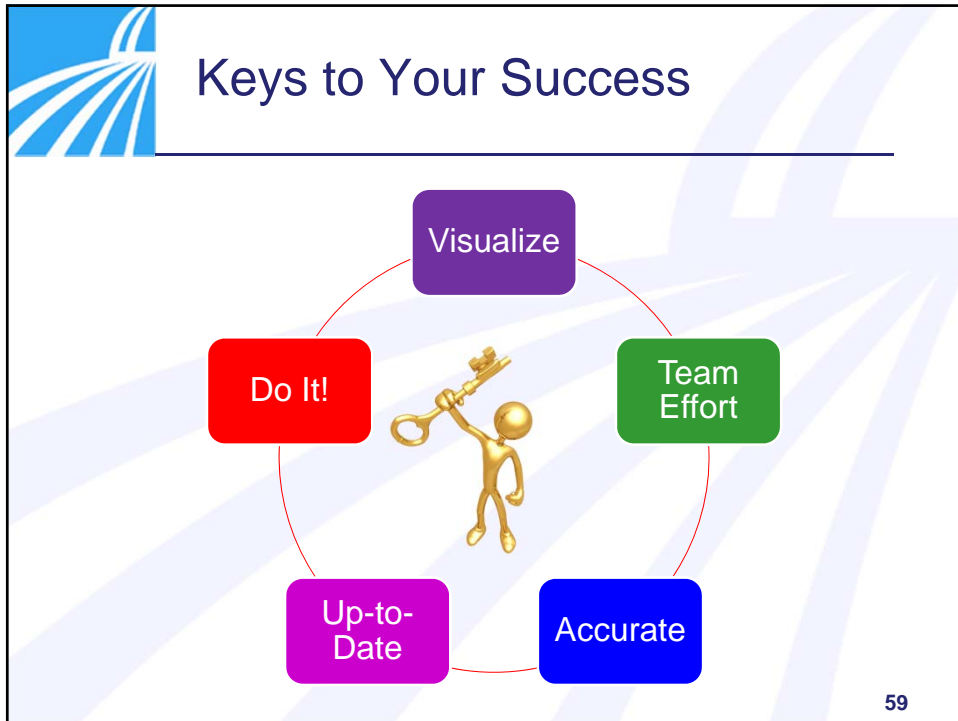 Keys to Your Success
Visualize
Team
Effort
Accurate
Up-to-
Date
Do It!
59